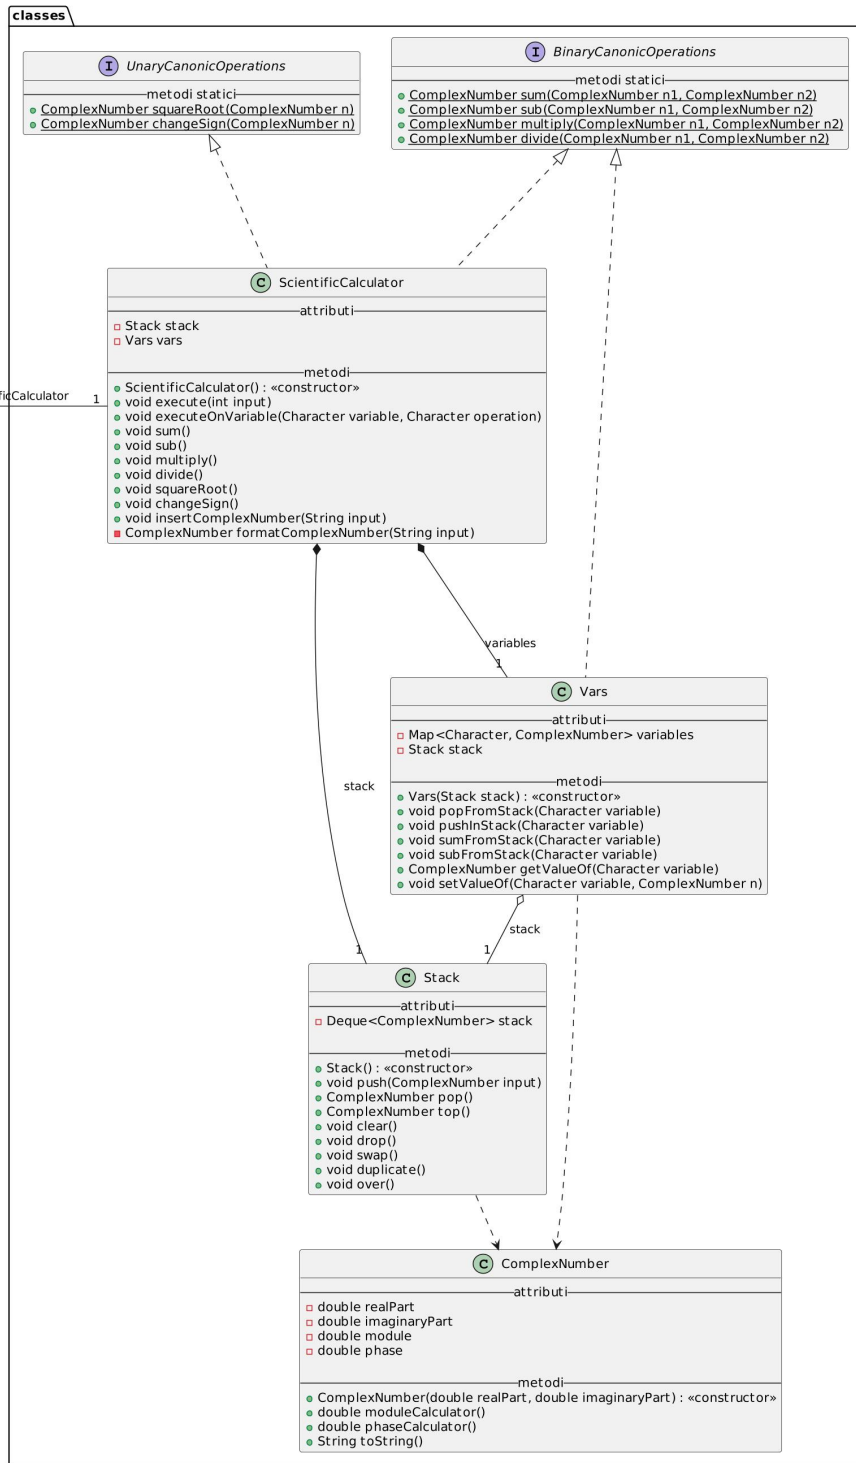 classes
I UnaryCanonicOperations
metodi statici
ComplexNumber squareRoot(ComplexNumber n)
ComplexNumber changeSign(ComplexNumber n)
I BinaryCanonicOperations
metodi statici
ComplexNumber sum(ComplexNumber n1, ComplexNumber n2)
ComplexNumber sub(ComplexNumber n1, ComplexNumber n2)
ComplexNumber multiply(ComplexNumber n1, ComplexNumber n2)
ComplexNumber divide(ComplexNumber n1, ComplexNumber n2)
C ScientificCalculator
attributi
Stack stack
Vars vars
metodi
ScientificCalculator() : «constructor»
void execute(int input)
void executeOnVariable(Character variable, Character operation)
void sum()
void sub()
void multiply()
void divide()
void squareRoot()
void changeSign()
void insertComplexNumber(String input)
ComplexNumber formatComplexNumber(String input)
ficCalculator 1
variables
1
C Vars
attributi
Map<Character, ComplexNumber> variables
Stack stack
metodi
Vars(Stack stack) : «constructor»
void popFromStack(Character variable)
void pushInStack(Character variable)
void sumFromStack(Character variable)
void subFromStack(Character variable)
ComplexNumber getValueOf(Character variable)
void setValueOf(Character variable, ComplexNumber n)
stack
1
stack
1
C Stack
attributi
Deque<ComplexNumber> stack
metodi
Stack() : «constructor»
void push(ComplexNumber input)
ComplexNumber pop()
ComplexNumber top()
void clear()
void drop()
void swap()
void duplicate()
void over()
C ComplexNumber
attributi
double realPart
double imaginaryPart
double module
double phase
metodi
ComplexNumber(double realPart, double imaginaryPart) : «constructor»
double moduleCalculator()
double phaseCalculator()
String toString()